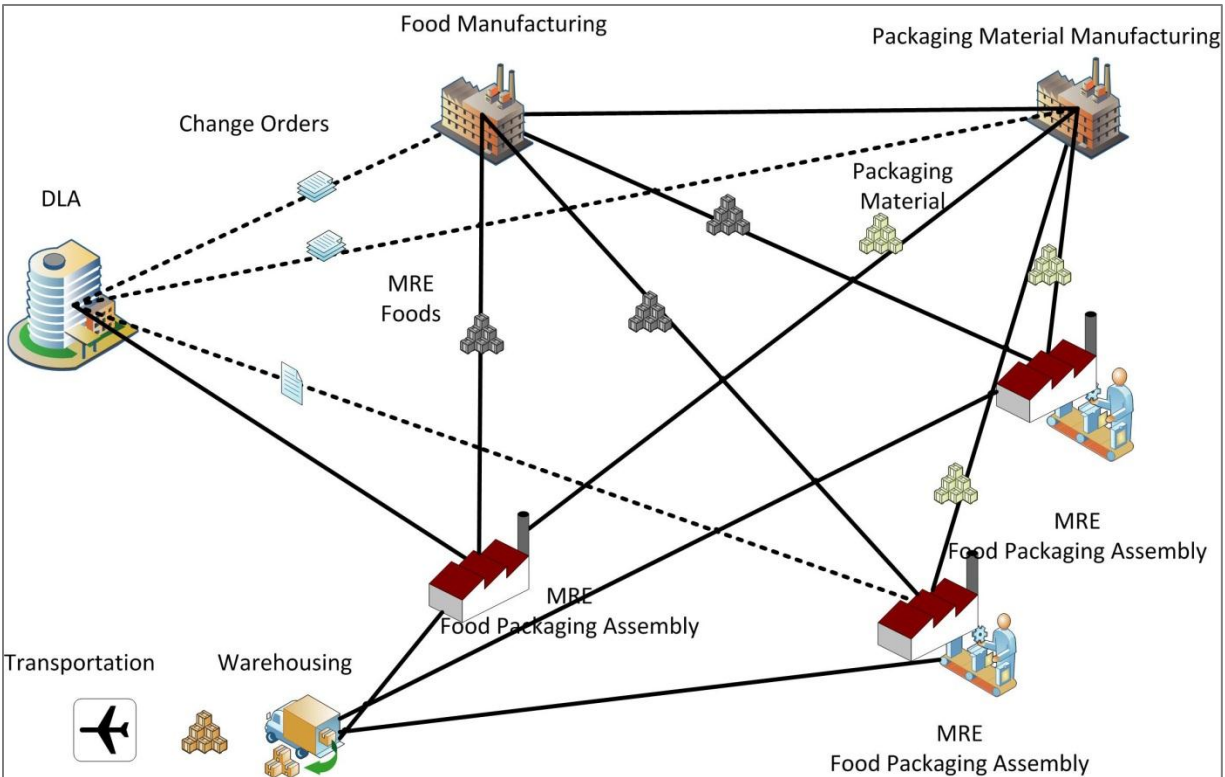 Food Manufacturing
Packaging Material Manufacturing
Change Orders
DLA
Packaging
Material
MRE
Foods
MRE
Food Packaging Assembly
MRE
Food Packaging Assembly
Transportation
Warehousing
MRE
Food Packaging Assembly